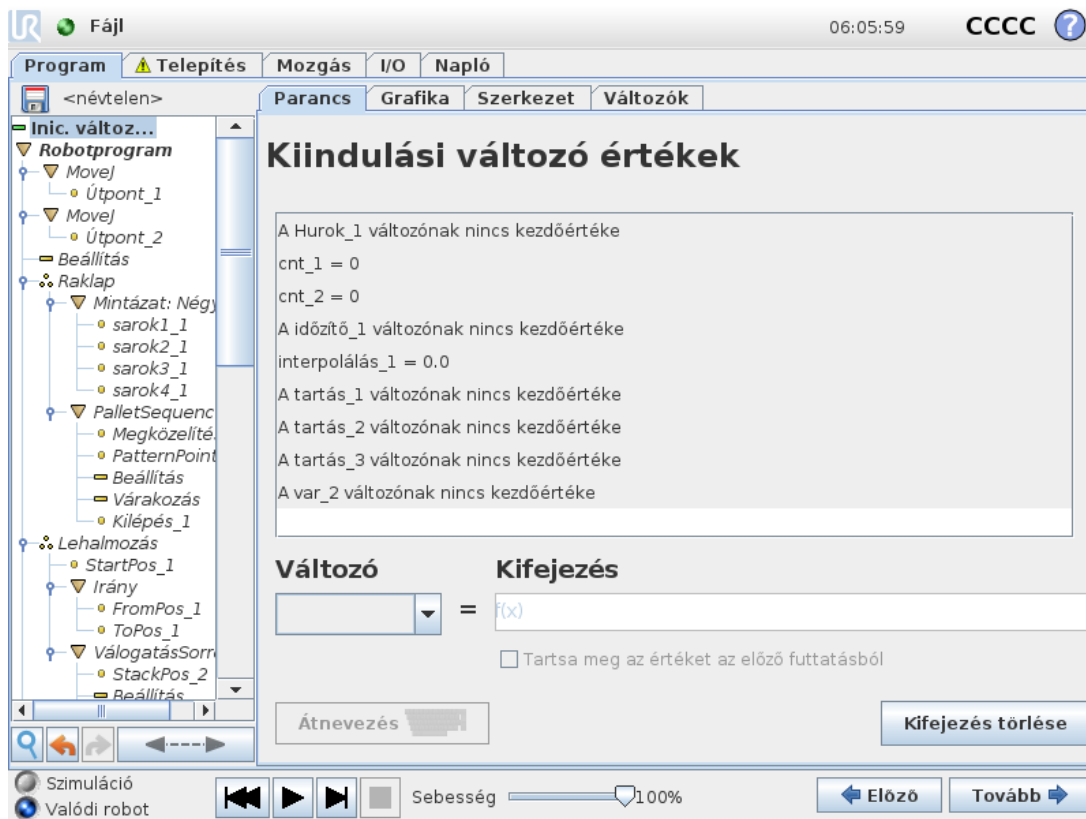 Fájl
06:05:59
CCCC
?
Program
Telepítés
Mozgás
I/O
Napló
<névtelen>
Parancs
Grafika
Szerkezet
Változók
Inic. változ...
Robotprogram
MoveJ
Útpont_1
MoveJ
Útpont_2
Beállítás
Raklap
Mintázat: Négy
sarok1_1
sarok2_1
sarok3_1
sarok4_1
PalletSequenc
Megközelítés
PatternPoint
Beállítás
Várakozás
Kilépés_1
Lehalmozás
StartPos_1
Irány
FromPos_1
ToPos_1
VálogatásSorr
StackPos_2
Beállítás
Kiindulási változó értékek
A Hurok_1 változónak nincs kezdőértéke
cnt_1 = 0
cnt_2 = 0
A időzítő_1 változónak nincs kezdőértéke
interpolálás_1 = 0.0
A tartás_1 változónak nincs kezdőértéke
A tartás_2 változónak nincs kezdőértéke
A tartás_3 változónak nincs kezdőértéke
A var_2 változónak nincs kezdőértéke
Változó
Kifejezés
=
f(x)
Tartsa meg az értéket az előző futtatásból
Átnevezés
Kifejezés törlése
Szimuláció
Valódi robot
Sebesség
100%
Előző
Tovább